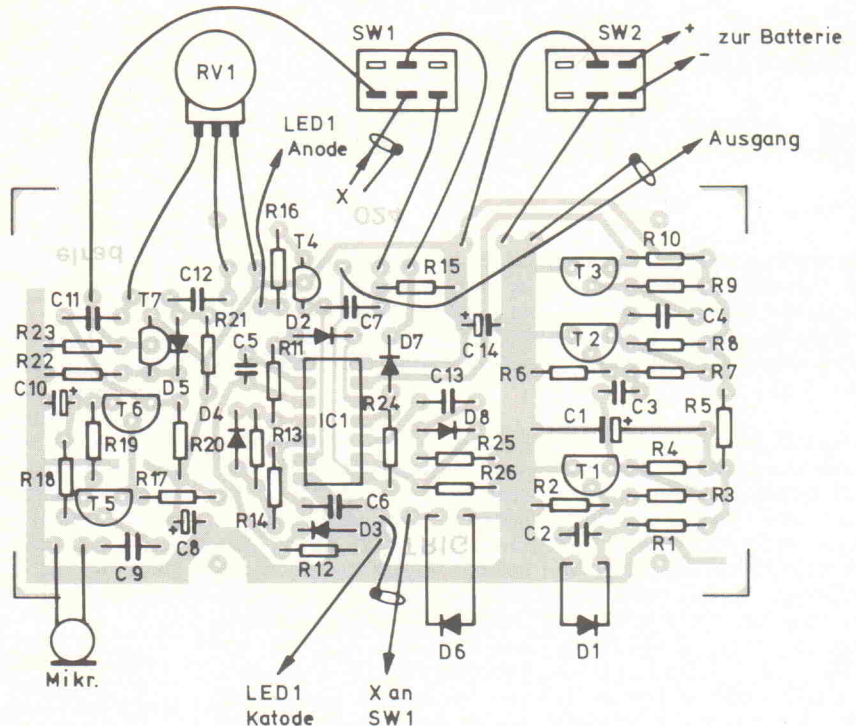 SW1
SW2
+
- zur Batterie
RV1
LED1
Anode
X
Ausgang
R16
024
elrad
T4
R15
R10
C12
T3
R9
C11
T7
C7
C4
R23
R21
D2
D7
C14
T2
R8
R22
C5
R11
C10
D5
R6
R7
IC1
C13
C3
T6
D4
R24
D8
C1
R5
R19
R20
R13
R25
R4
R18
R17
R26
T1
T5
R14
C6
R2
R3
C8
D3
TRIG
C2
R1
C9
R12
D6
D1
Mikr.
LED1
Katode
X an
SW1